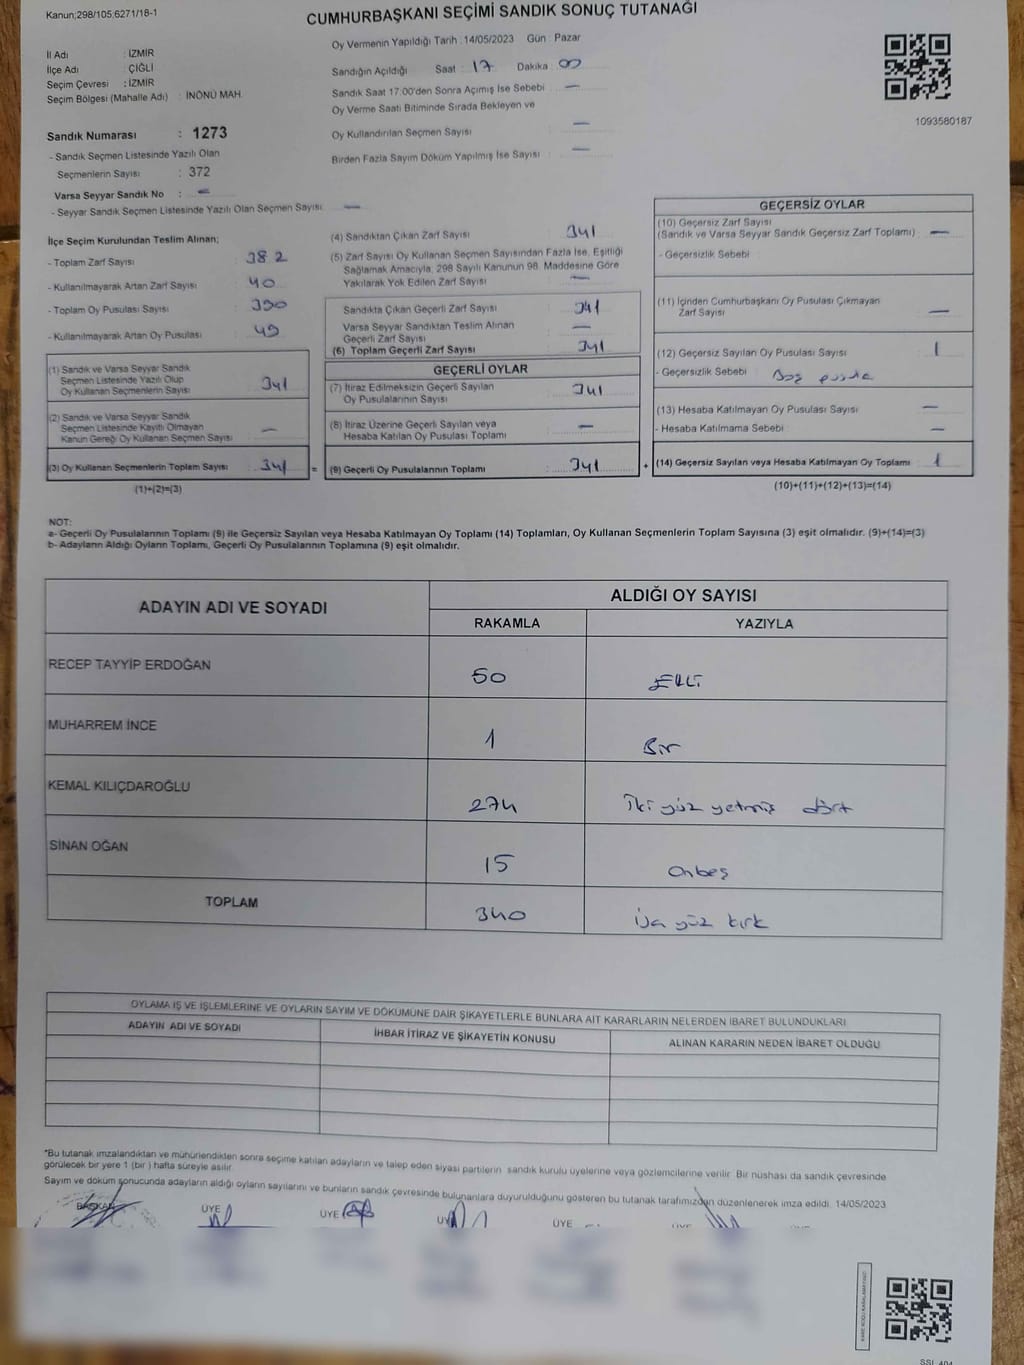 Kanun;298/105;6271/18-1
CUMHURBAŞKANI SEÇİMİ SANDIK SONUÇ TUTANAĞI
İl Adı : İZMİR
İlçe Adı : ÇİĞLİ
Seçim Çevresi : İZMİR
Seçim Bölgesi (Mahalle Adı) : İNÖNÜ MAH.
Sandık Numarası : 1273
- Sandık Seçmen Listesinde Yazılı Olan
Seçmenlerin Sayısı : 372
Varsa Seyyar Sandık No : —
- Seyyar Sandık Seçmen Listesinde Yazılı Olan Seçmen Sayısı: —
Oy Vermenin Yapıldığı Tarih :14/05/2023 Gün : Pazar
Sandığın Açıldığı Saat : 17 Dakika : 00
Sandık Saat 17:00'den Sonra Açımış İse Sebebi : —
Oy Verme Saati Bitiminde Sırada Bekleyen ve
Oy Kullandırılan Seçmen Sayısı : —
Birden Fazla Sayım Döküm Yapılmış İse Sayısı : —
1093580187
İlçe Seçim Kurulundan Teslim Alınan;
- Toplam Zarf Sayısı : 382
- Kullanılmayarak Artan Zarf Sayısı : 40
- Toplam Oy Pusulası Sayısı : 390
- Kullanılmayarak Artan Oy Pusulası : 49
(1) Sandık ve Varsa Seyyar Sandık
Seçmen Listesinde Yazılı Olup
Oy Kullanan Seçmenlerin Sayısı : 341
(2) Sandık ve Varsa Seyyar Sandık
Seçmen Listesinde Kayıtlı Olmayan
Kanun Gereği Oy Kullanan Seçmen Sayısı : —
(3) Oy Kullanan Seçmenlerin Toplam Sayısı : 341
(1)+(2)=(3)
(4) Sandıktan Çıkan Zarf Sayısı : 341
(5) Zarf Sayısı Oy Kullanan Seçmen Sayısından Fazla İse, Eşitliği
Sağlamak Amacıyla; 298 Sayılı Kanunun 98. Maddesine Göre
Yakılarak Yok Edilen Zarf Sayısı : —
Sandıkta Çıkan Geçerli Zarf Sayısı : 341
Varsa Seyyar Sandıktan Teslim Alınan
Geçerli Zarf Sayısı : —
(6) Toplam Geçerli Zarf Sayısı : 341
GEÇERLİ OYLAR
(7) İtiraz Edilmeksizin Geçerli Sayılan
Oy Pusulalarının Sayısı : 341
(8) İtiraz Üzerine Geçerli Sayılan veya
Hesaba Katılan Oy Pusulası Toplamı : —
= (9) Geçerli Oy Pusulalarının Toplamı : 341
GEÇERSİZ OYLAR
(10) Geçersiz Zarf Sayısı
(Sandık ve Varsa Seyyar Sandık Geçersiz Zarf Toplamı) : —
- Geçersizlik Sebebi :
(11) İçinden Cumhurbaşkanı Oy Pusulası Çıkmayan
Zarf Sayısı : —
(12) Geçersiz Sayılan Oy Pusulası Sayısı : 1
- Geçersizlik Sebebi : Boş pusula
(13) Hesaba Katılmayan Oy Pusulası Sayısı : —
- Hesaba Katılmama Sebebi : —
+ (14) Geçersiz Sayılan veya Hesaba Katılmayan Oy Toplamı : 1
(10)+(11)+(12)+(13)=(14)
NOT:
a- Geçerli Oy Pusulalarının Toplamı (9) ile Geçersiz Sayılan veya Hesaba Katılmayan Oy Toplamı (14) Toplamları, Oy Kullanan Seçmenlerin Toplam Sayısına (3) eşit olmalıdır. (9)+(14)=(3)
b- Adayların Aldığı Oyların Toplamı, Geçerli Oy Pusulalarının Toplamına (9) eşit olmalıdır.
ADAYIN ADI VE SOYADI ALDIĞI OY SAYISI
RAKAMLA YAZIYLA
RECEP TAYYİP ERDOĞAN 50 ELLİ
MUHARREM İNCE 1 Bir
KEMAL KILIÇDAROĞLU 274 İki yüz yetmiş dört
SİNAN OĞAN 15 Onbeş
TOPLAM 340 Üç yüz kırk
OYLAMA İŞ VE İŞLEMLERİNE VE OYLARIN SAYIM VE DÖKÜMÜNE DAİR ŞİKAYETLERLE BUNLARA AİT KARARLARIN NELERDEN İBARET BULUNDUKLARI
ADAYIN ADI VE SOYADI İHBAR İTİRAZ VE ŞİKAYETİN KONUSU ALINAN KARARIN NEDEN İBARET OLDUĞU
*Bu tutanak imzalandıktan ve mühürlendikten sonra seçime katılan adayların ve talep eden siyasi partilerin sandık kurulu üyelerine veya gözlemcilerine verilir. Bir nüshası da sandık çevresinde
görülecek bir yere 1 (bir) hafta süreyle asılır.
Sayım ve döküm sonucunda adayların aldığı oyların sayılarını ve bunların sandık çevresinde bulunanlara duyurulduğunu gösteren bu tutanak tarafımızdan düzenlenerek imza edildi. 14/05/2023
BAŞKAN ÜYE ÜYE ÜYE ÜYE ÜYE